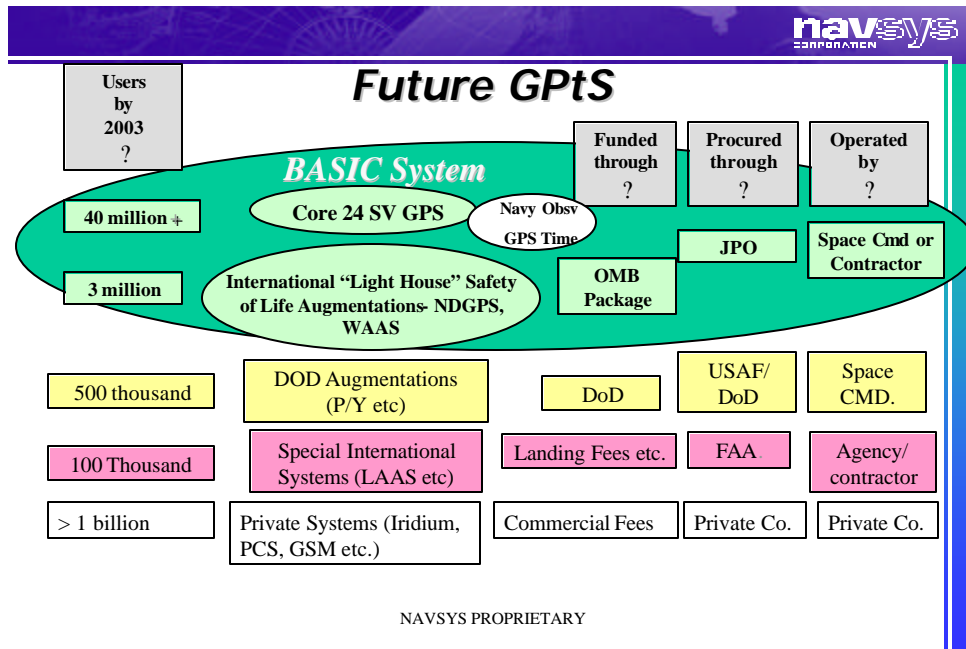 navsys
CORPORATION
Future GPtS
Users
by
2003
?
Funded
through
?
Procured
through
?
Operated
by
?
BASIC System
40 million +
Core 24 SV GPS
Navy Obsv
GPS Time
JPO
Space Cmd or
Contractor
3 million
International “Light House” Safety
of Life Augmentations- NDGPS,
WAAS
OMB
Package
500 thousand
DOD Augmentations
(P/Y etc)
DoD
USAF/
DoD
Space
CMD.
100 Thousand
Special International
Systems (LAAS etc)
Landing Fees etc.
FAA.
Agency/
contractor
> 1 billion
Private Systems (Iridium,
PCS, GSM etc.)
Commercial Fees
Private Co.
Private Co.
NAVSYS PROPRIETARY